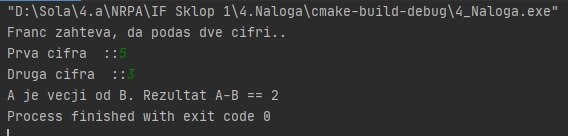 "D:\Sola\4.a\NRPA\IF Sklop 1\4.Naloga\cmake-build-debug\4_Naloga.exe"
Franc zahteva, da podas dve cifri..
Prva cifra  ::5
Druga cifra  ::3
A je vecji od B. Rezultat A-B == 2
Process finished with exit code 0